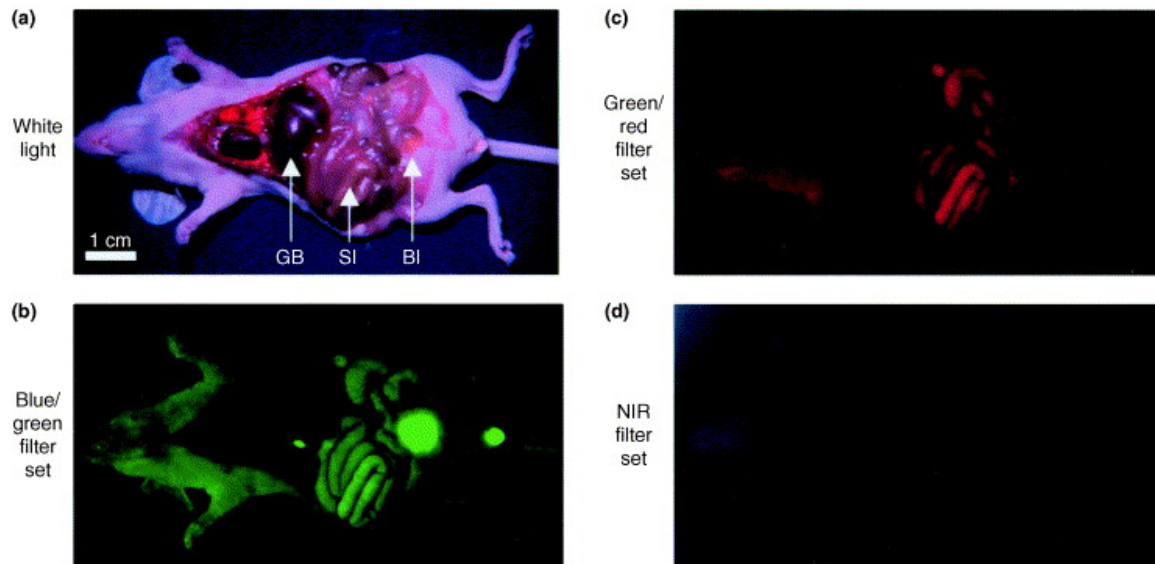 (a)
White
light
1 cm
GB
SI
BI
(b)
Blue/
green
filter
set
(c)
Green/
red
filter
set
(d)
NIR
filter
set